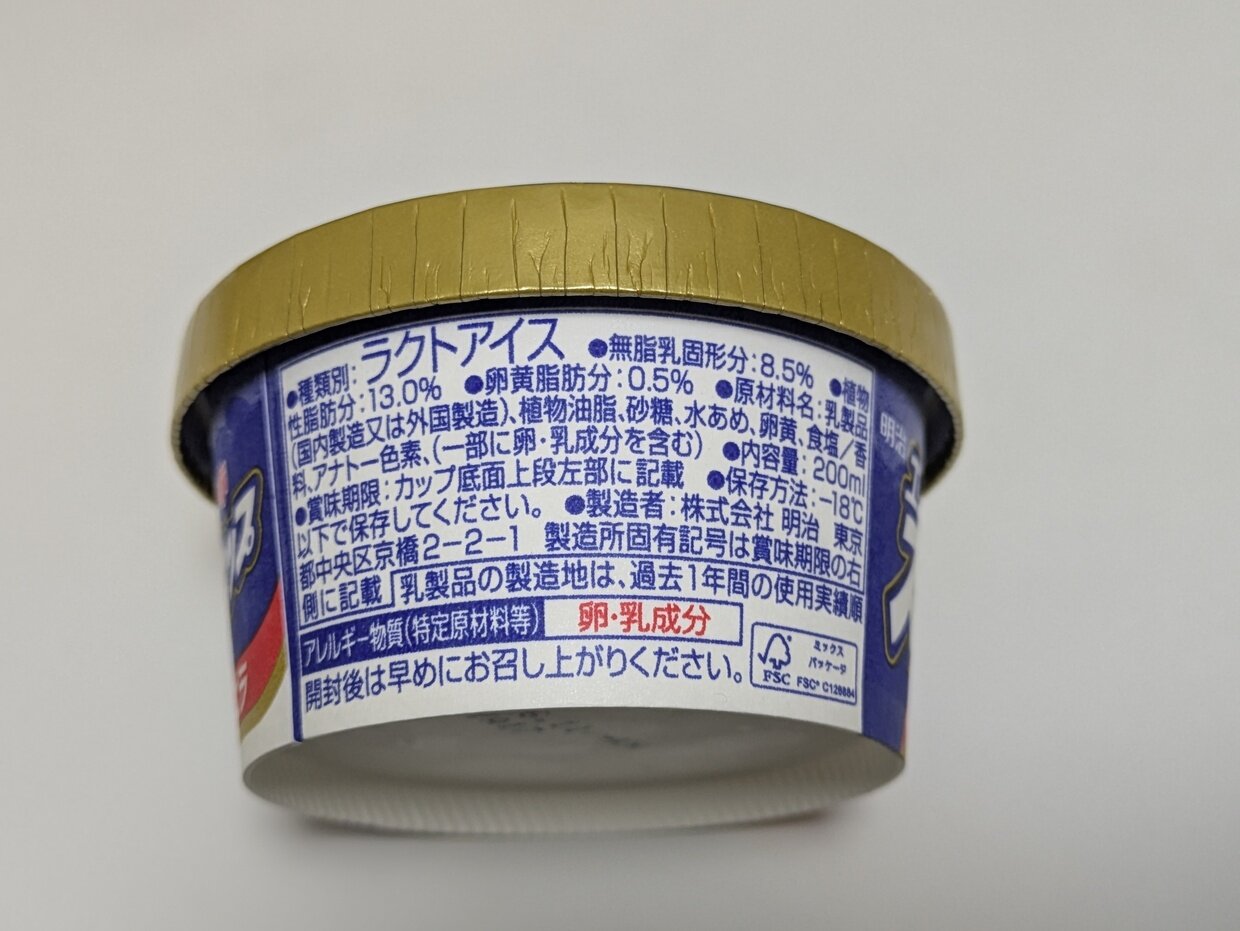 ●種類別：ラクトアイス ●無脂乳固形分：8.5% ●植物
性脂肪分：13.0% ●卵黄脂肪分：0.5% ●原材料名：乳製品
(国内製造又は外国製造)、植物油脂、砂糖、水あめ、卵黄、食塩／香
料、アナトー色素、(一部に卵・乳成分を含む) ●内容量：200ml
●賞味期限：カップ底面上段左部に記載 ●保存方法：-18℃
以下で保存してください。 ●製造者：株式会社 明治 東京
都中央区京橋2-2-1 製造所固有記号は賞味期限の右
側に記載 乳製品の製造地は、過去1年間の使用実績順
アレルギー物質(特定原材料等) 卵・乳成分
開封後は早めにお召し上がりください。
FSC
ミックス
パッケージ
FSC® C128884
明治
ラ